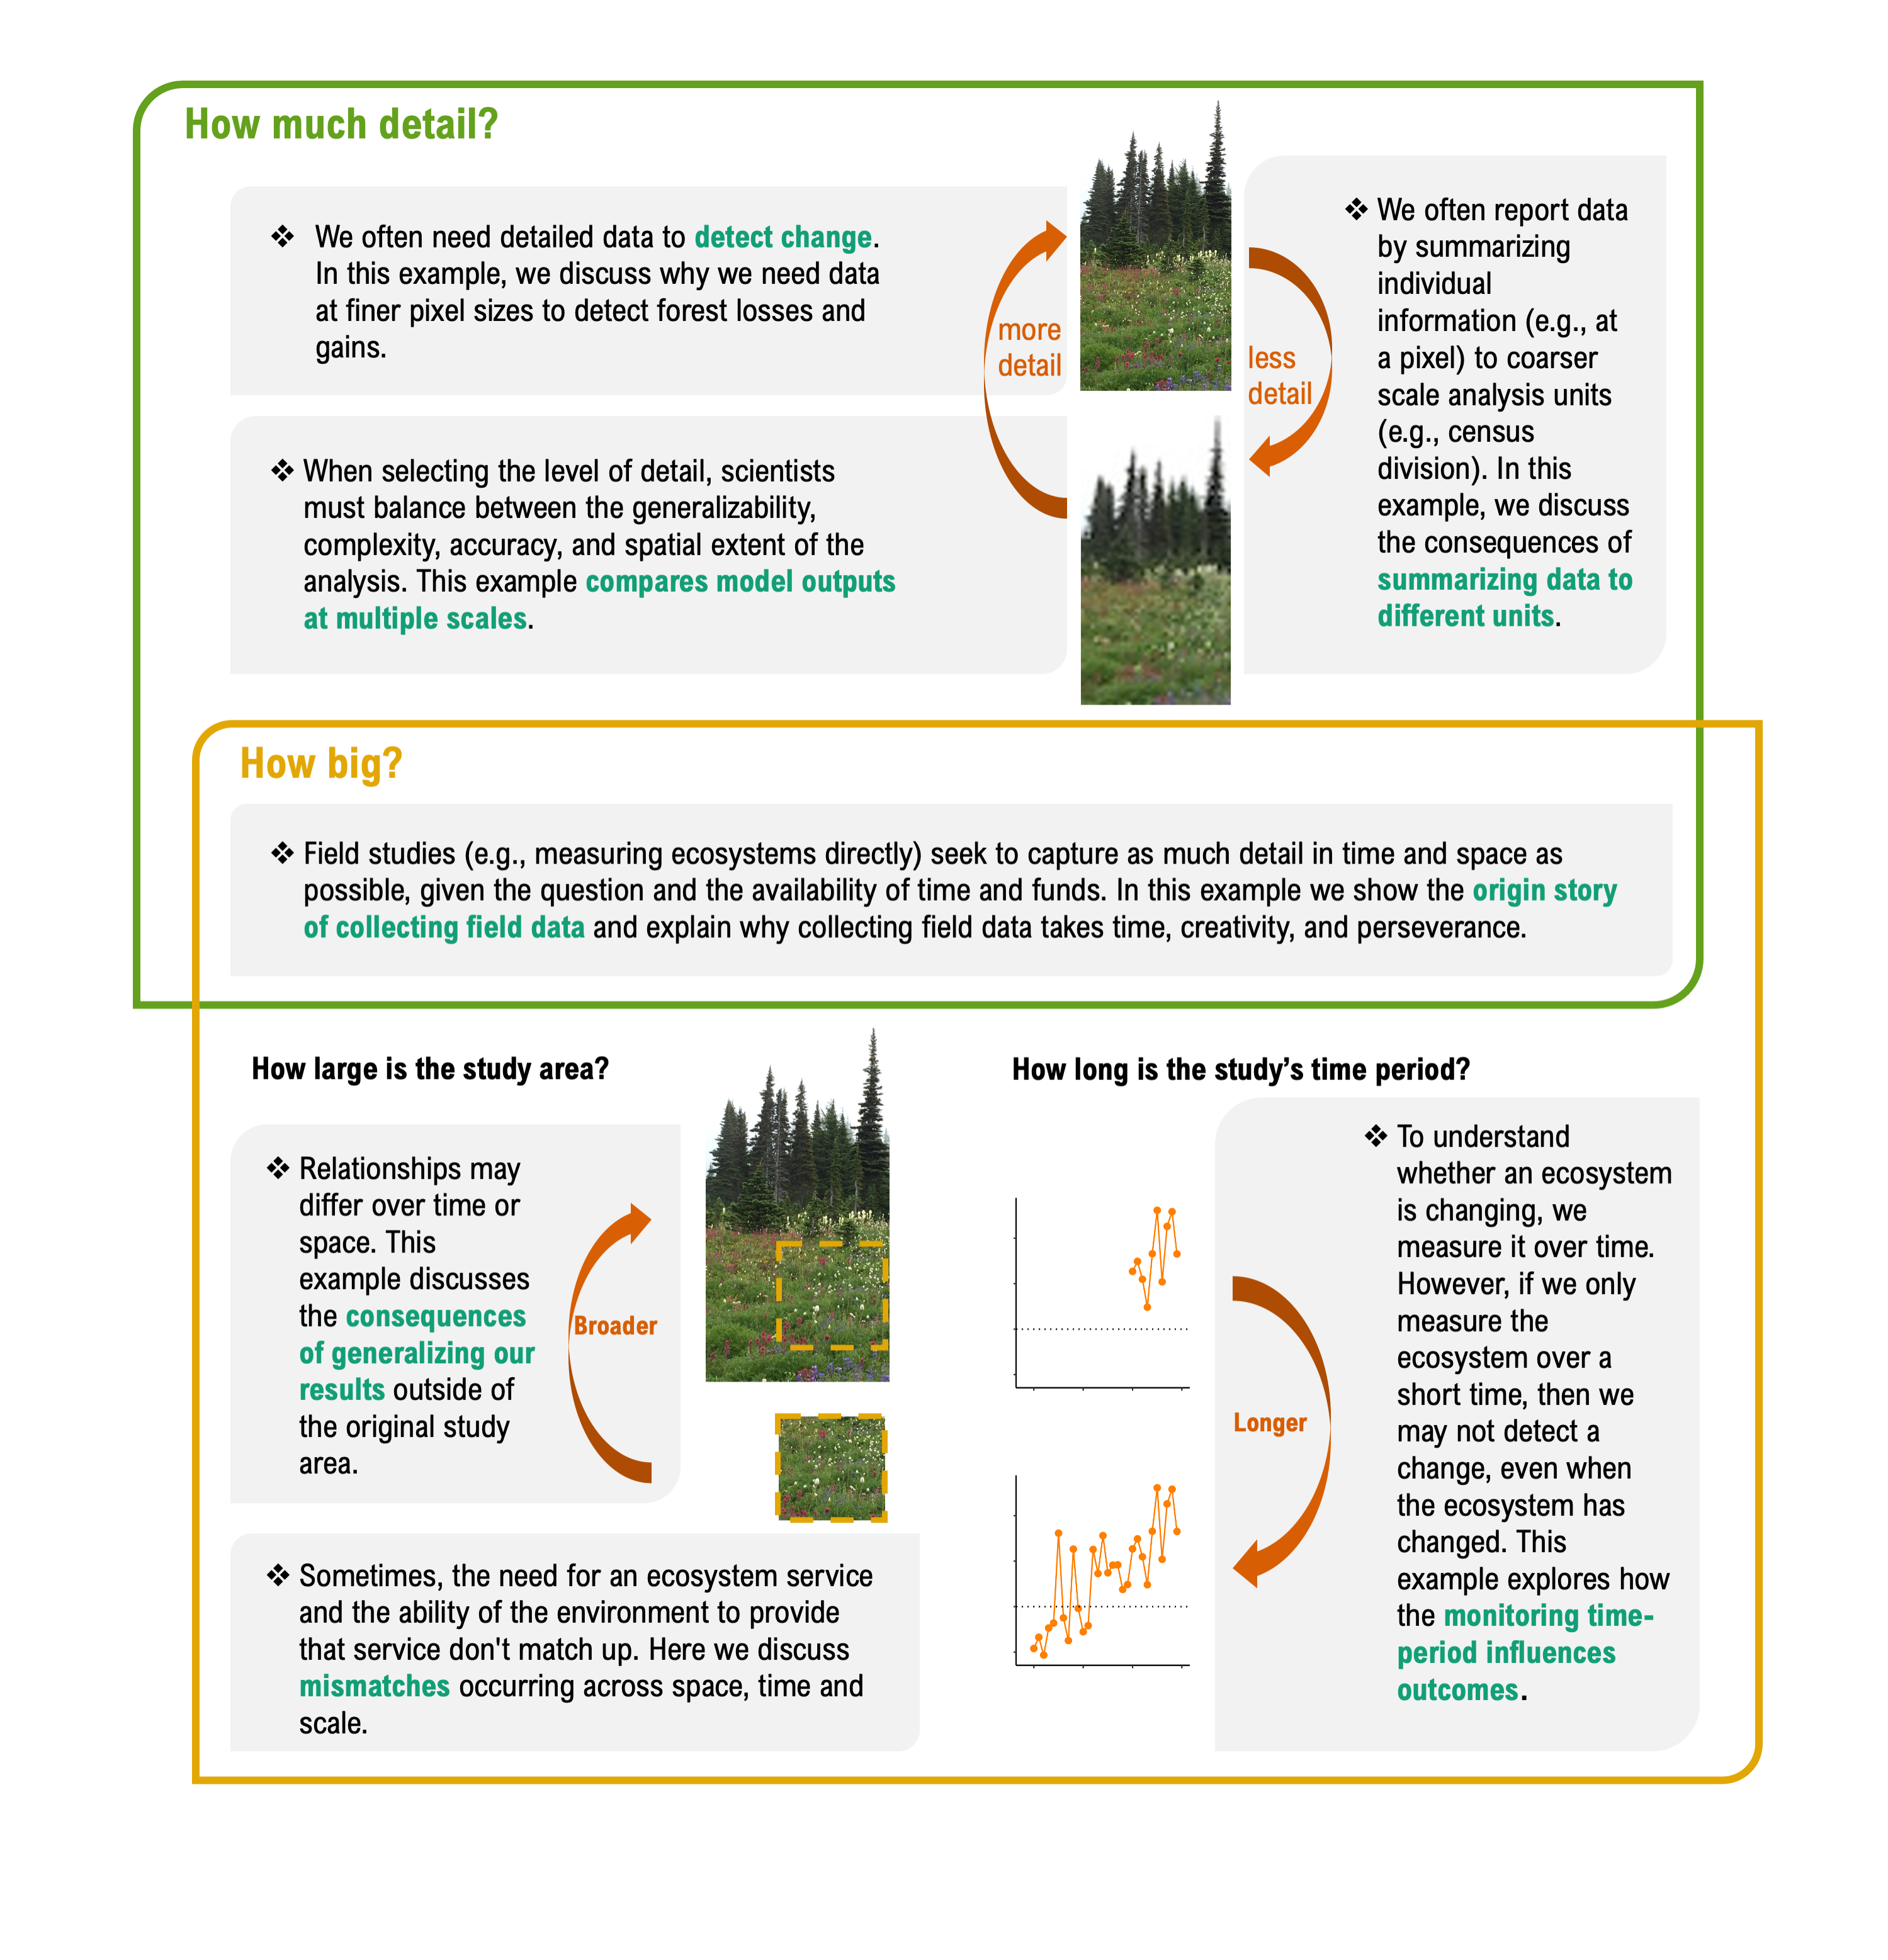 How much detail?
❖ We often need detailed data to detect change.
In this example, we discuss why we need data
at finer pixel sizes to detect forest losses and
gains.
❖ When selecting the level of detail, scientists
must balance between the generalizability,
complexity, accuracy, and spatial extent of the
analysis. This example compares model outputs
at multiple scales.
more
detail
less
detail
❖ We often report data
by summarizing
individual
information (e.g., at
a pixel) to coarser
scale analysis units
(e.g., census
division). In this
example, we discuss
the consequences of
summarizing data to
different units.
How big?
❖ Field studies (e.g., measuring ecosystems directly) seek to capture as much detail in time and space as
possible, given the question and the availability of time and funds. In this example we show the origin story
of collecting field data and explain why collecting field data takes time, creativity, and perseverance.
How large is the study area?
❖ Relationships may
differ over time or
space. This
example discusses
the consequences
of generalizing our
results outside of
the original study
area.
Broader
❖ Sometimes, the need for an ecosystem service
and the ability of the environment to provide
that service don't match up. Here we discuss
mismatches occurring across space, time and
scale.
How long is the study’s time period?
Longer
❖ To understand
whether an ecosystem
is changing, we
measure it over time.
However, if we only
measure the
ecosystem over a
short time, then we
may not detect a
change, even when
the ecosystem has
changed. This
example explores how
the monitoring time-
period influences
outcomes.